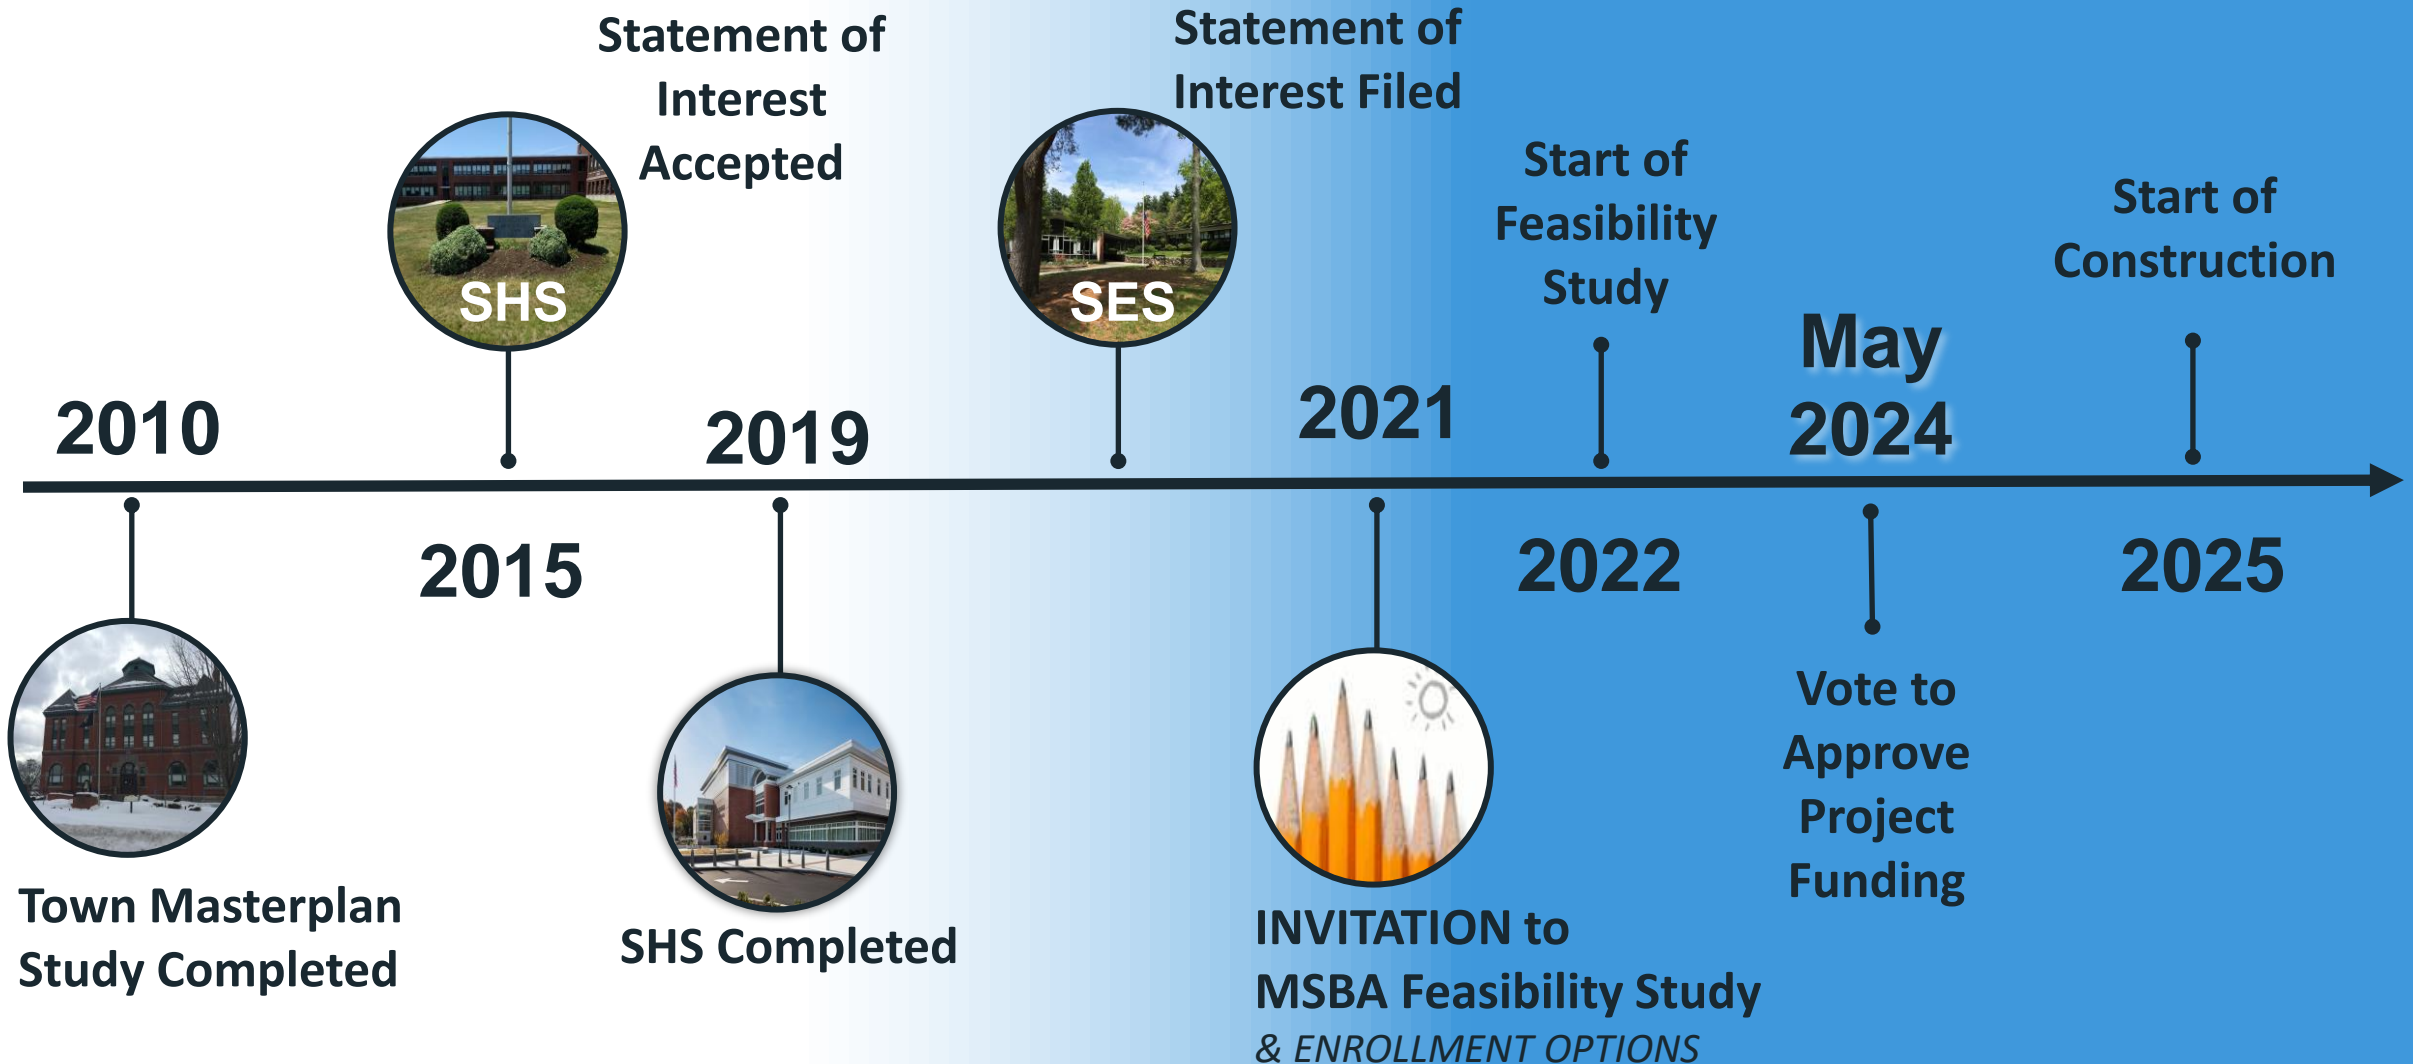 2010
Town Masterplan
Study Completed
Statement of
Interest
Accepted
SHS
2015
2019
SHS Completed
Statement of
Interest Filed
SES
2021
INVITATION to
MSBA Feasibility Study
& ENROLLMENT OPTIONS
Start of
Feasibility
Study
2022
May
2024
Vote to
Approve
Project
Funding
Start of
Construction
2025